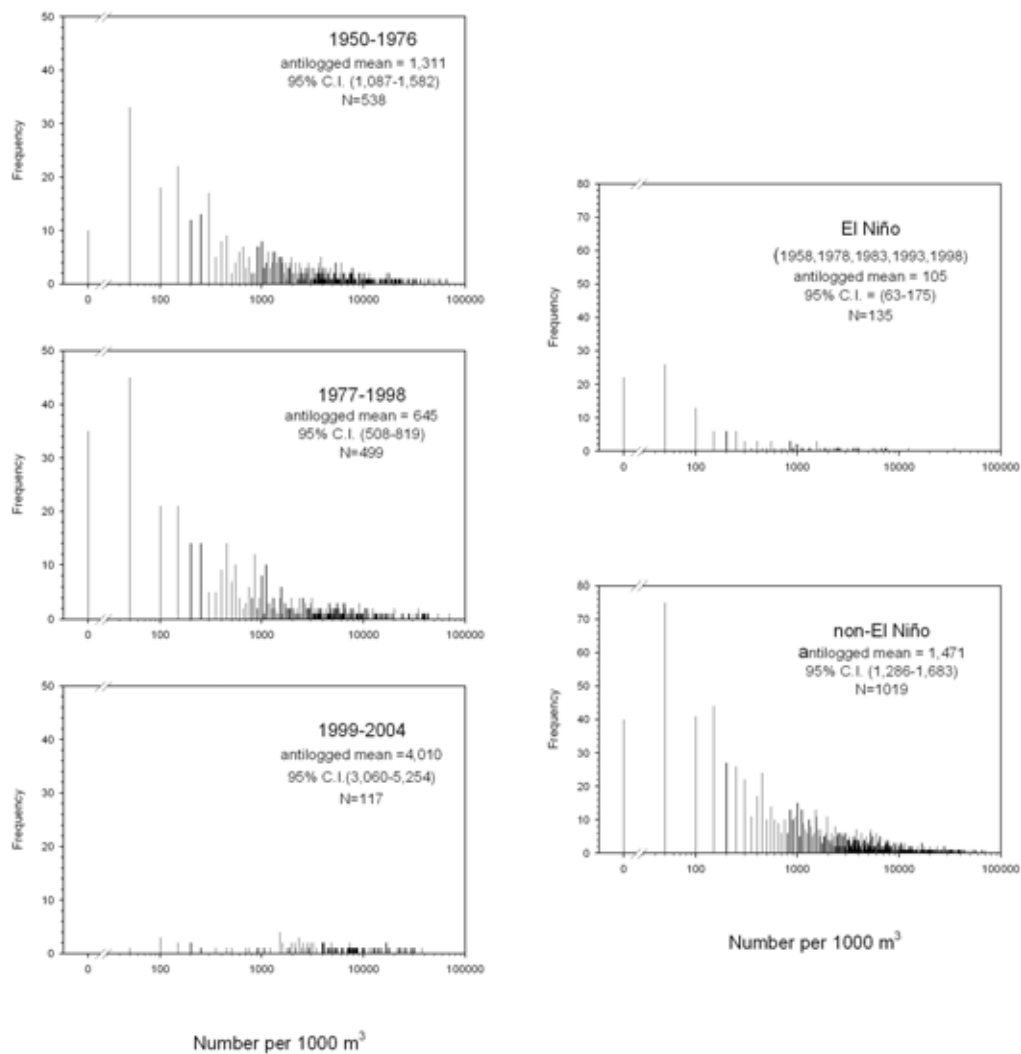 50
40
30
20
10
0
Frequency
1950-1976
antilogged mean = 1,311
95% C.I. (1,087-1,582)
N=538
0
100
1000
10000
100000
50
40
30
20
10
0
Frequency
1977-1998
antilogged mean = 645
95% C.I. (508-819)
N=499
0
100
1000
10000
100000
50
40
30
20
10
0
Frequency
1999-2004
antilogged mean =4,010
95% C.I.(3,060-5,254)
N=117
0
100
1000
10000
100000
Number per 1000 m³
80
70
60
50
40
30
20
10
0
Frequency
El Niño
(1958,1978,1983,1993,1998)
antilogged mean = 105
95% C.I. = (63-175)
N=135
0
100
1000
10000
100000
80
70
60
50
40
30
20
10
0
Frequency
non-El Niño
antilogged mean = 1,471
95% C.I. (1,286-1,683)
N=1019
0
100
1000
10000
100000
Number per 1000 m³